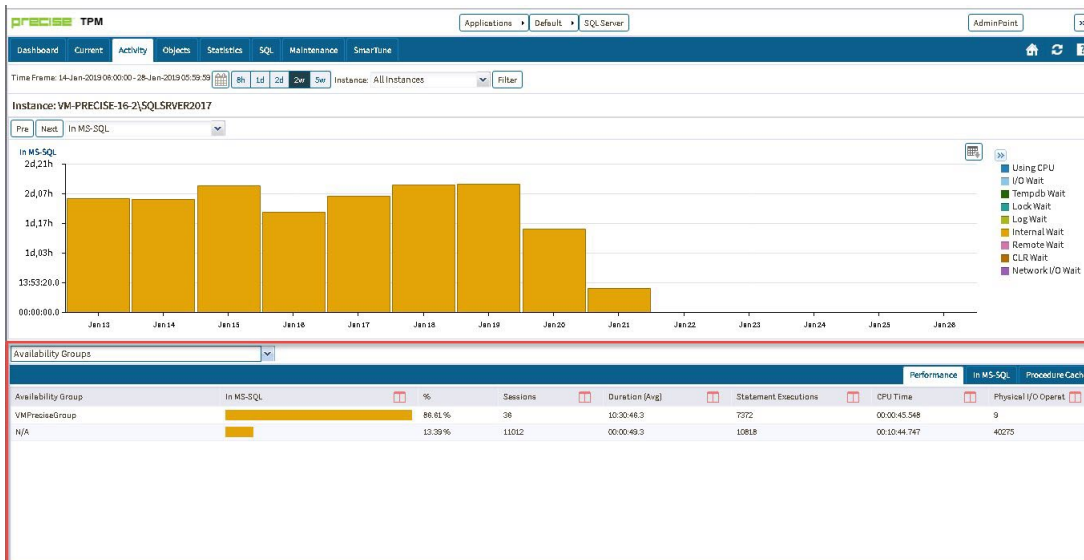 precise TPM
Applications Default SQL Server
AdminPoint »
Dashboard Current Activity Objects Statistics SQL Maintenance SmarTune
Time Frame: 14-Jan-2019 06:00:00 - 28-Jan-2019 05:59:59 8h 1d 2d 2w 5w Instance: All Instances Filter
Instance: VM-PRECISE-16-2\SQLSRVER2017
Pre Next In MS-SQL
In MS-SQL
2d,21h
2d,07h
1d,17h
1d,03h
13:53:20.0
00:00:00.0
Jan 13 Jan 14 Jan 15 Jan 16 Jan 17 Jan 18 Jan 19 Jan 20 Jan 21 Jan 22 Jan 23 Jan 24 Jan 25 Jan 26
»
Using CPU
I/O Wait
Tempdb Wait
Lock Wait
Log Wait
Internal Wait
Remote Wait
CLR Wait
Network I/O Wait
Availability Groups
Performance In MS-SQL Procedure Cach
Availability Group In MS-SQL % Sessions Duration (Avg) Statement Executions CPU Time Physical I/O Operat
VMPreciseGroup 86.61% 36 10:30:46.3 7372 00:00:45.548 9
N/A 13.39% 11012 00:00:49.3 10818 00:10:44.747 40275